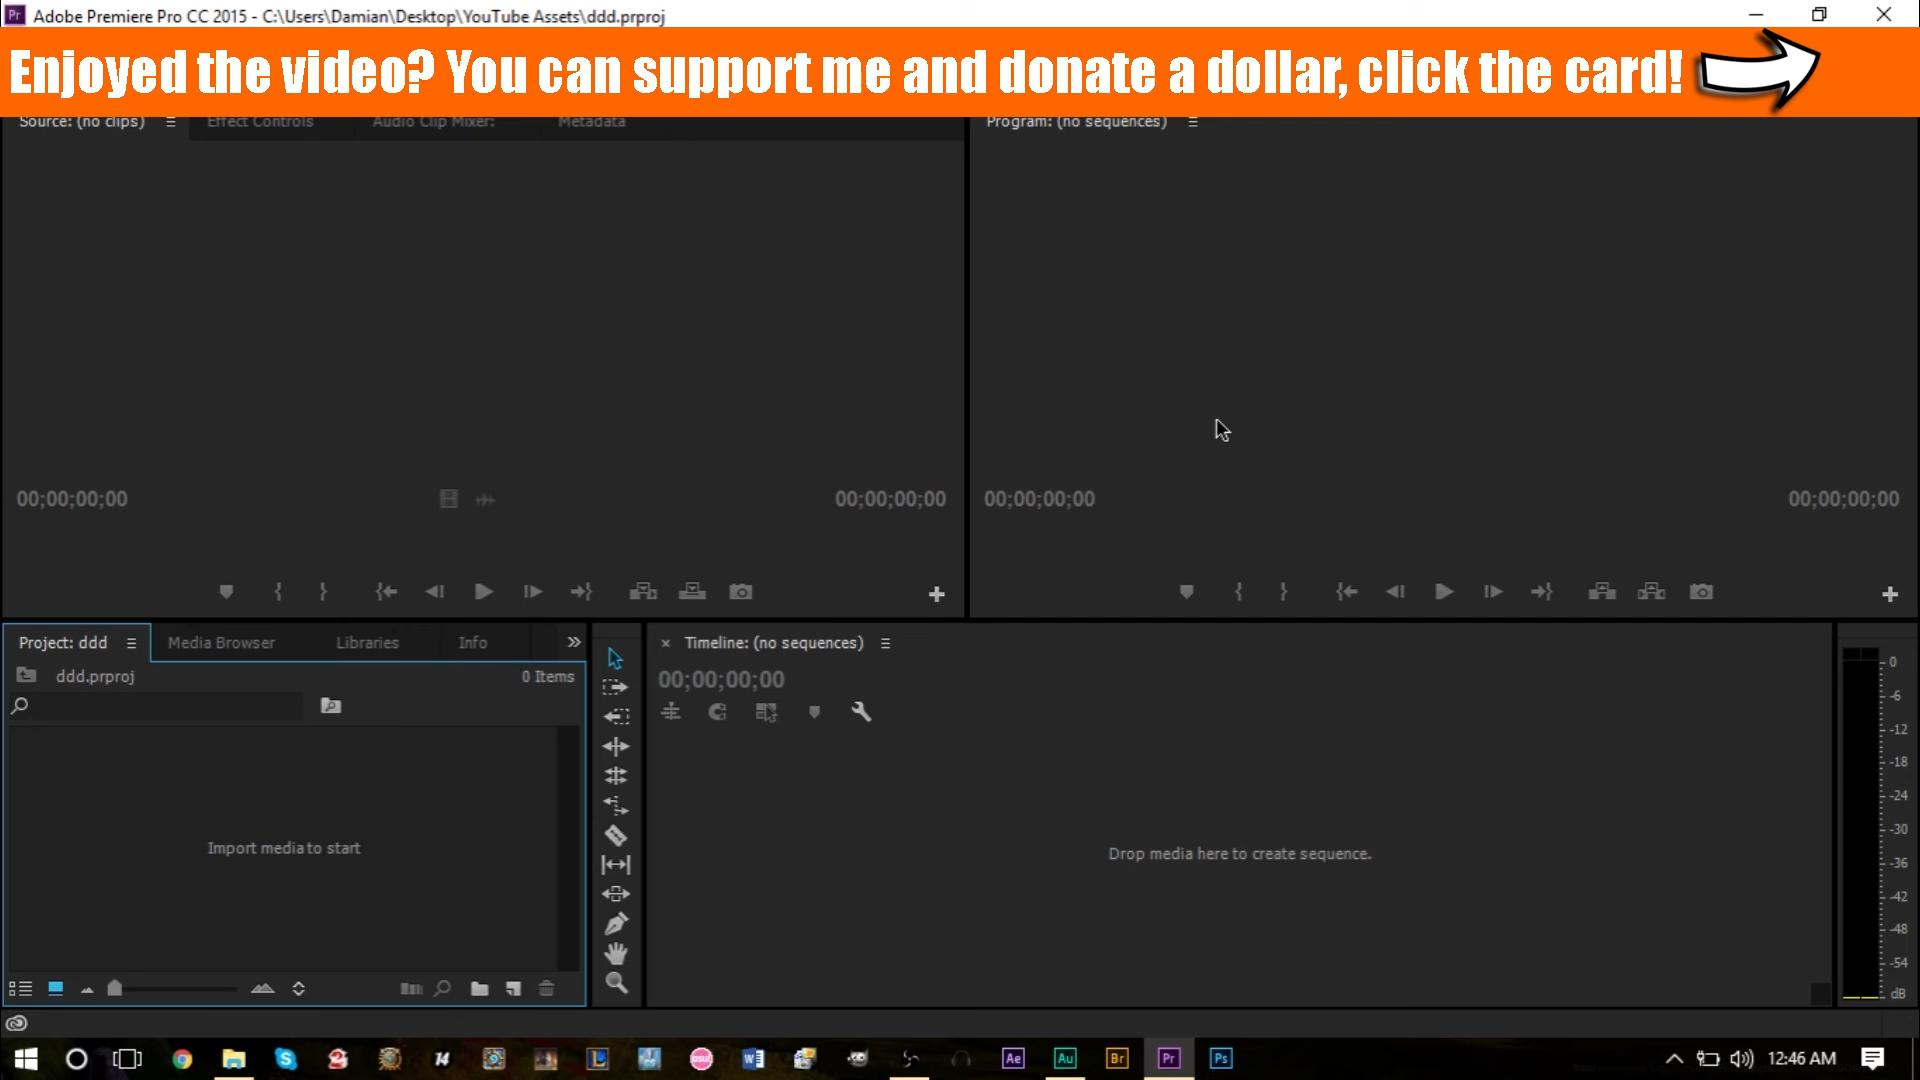 Pr Adobe Premiere Pro CC 2015 - C:\Users\Damian\Desktop\YouTube Assets\ddd.prproj
Enjoyed the video? You can support me and donate a dollar, click the card!
Source: (no clips) Effect Controls Audio Clip Mixer: Metadata Program: (no sequences)
00;00;00;00 00;00;00;00 00;00;00;00 00;00;00;00
Project: ddd Media Browser Libraries Info
Timeline: (no sequences)
ddd.prproj 0 Items
00;00;00;00
0
-6
-12
-18
-24
-30
-36
-42
-48
-54
dB
Import media to start
Drop media here to create sequence.
2 14 L osu! W Ae Au Br Pr Ps 12:46 AM